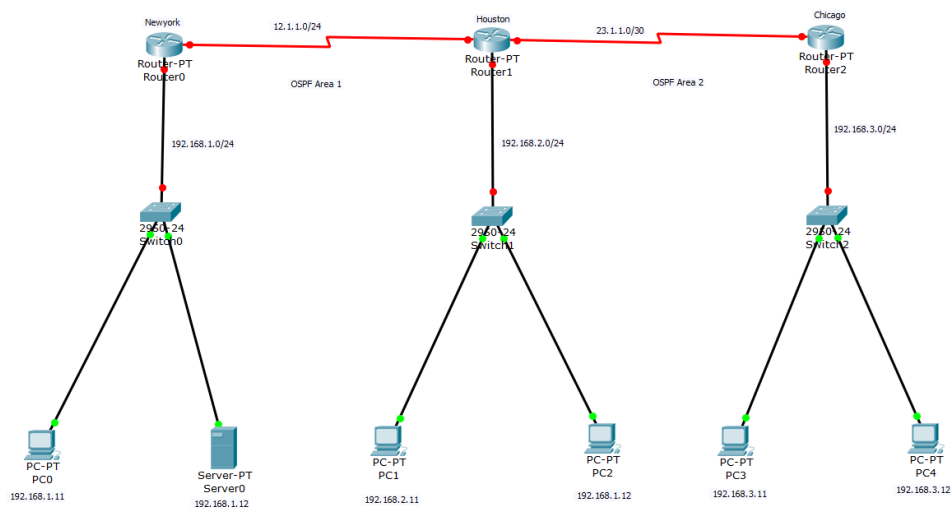 Newyork
12.1.1.0/24
Houston
23.1.1.0/30
Chicago
Router-PT
Router0
Router-PT
Router1
Router-PT
Router2
OSPF Area 1
OSPF Area 2
192.168.1.0/24
192.168.2.0/24
192.168.3.0/24
2950-24
Switch0
2950-24
Switch1
2950-24
Switch2
PC-PT
PC0
192.168.1.11
Server-PT
Server0
192.168.1.12
PC-PT
PC1
192.168.2.11
PC-PT
PC2
192.168.1.12
PC-PT
PC3
192.168.3.11
PC-PT
PC4
192.168.3.12